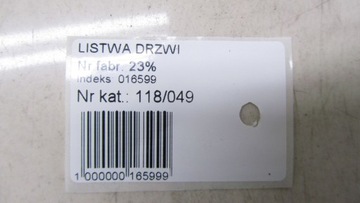 LISTWA DRZWI
Nr fabr: 23%
Indeks 016599
Nr kat.: 118/049
1 000000 165999